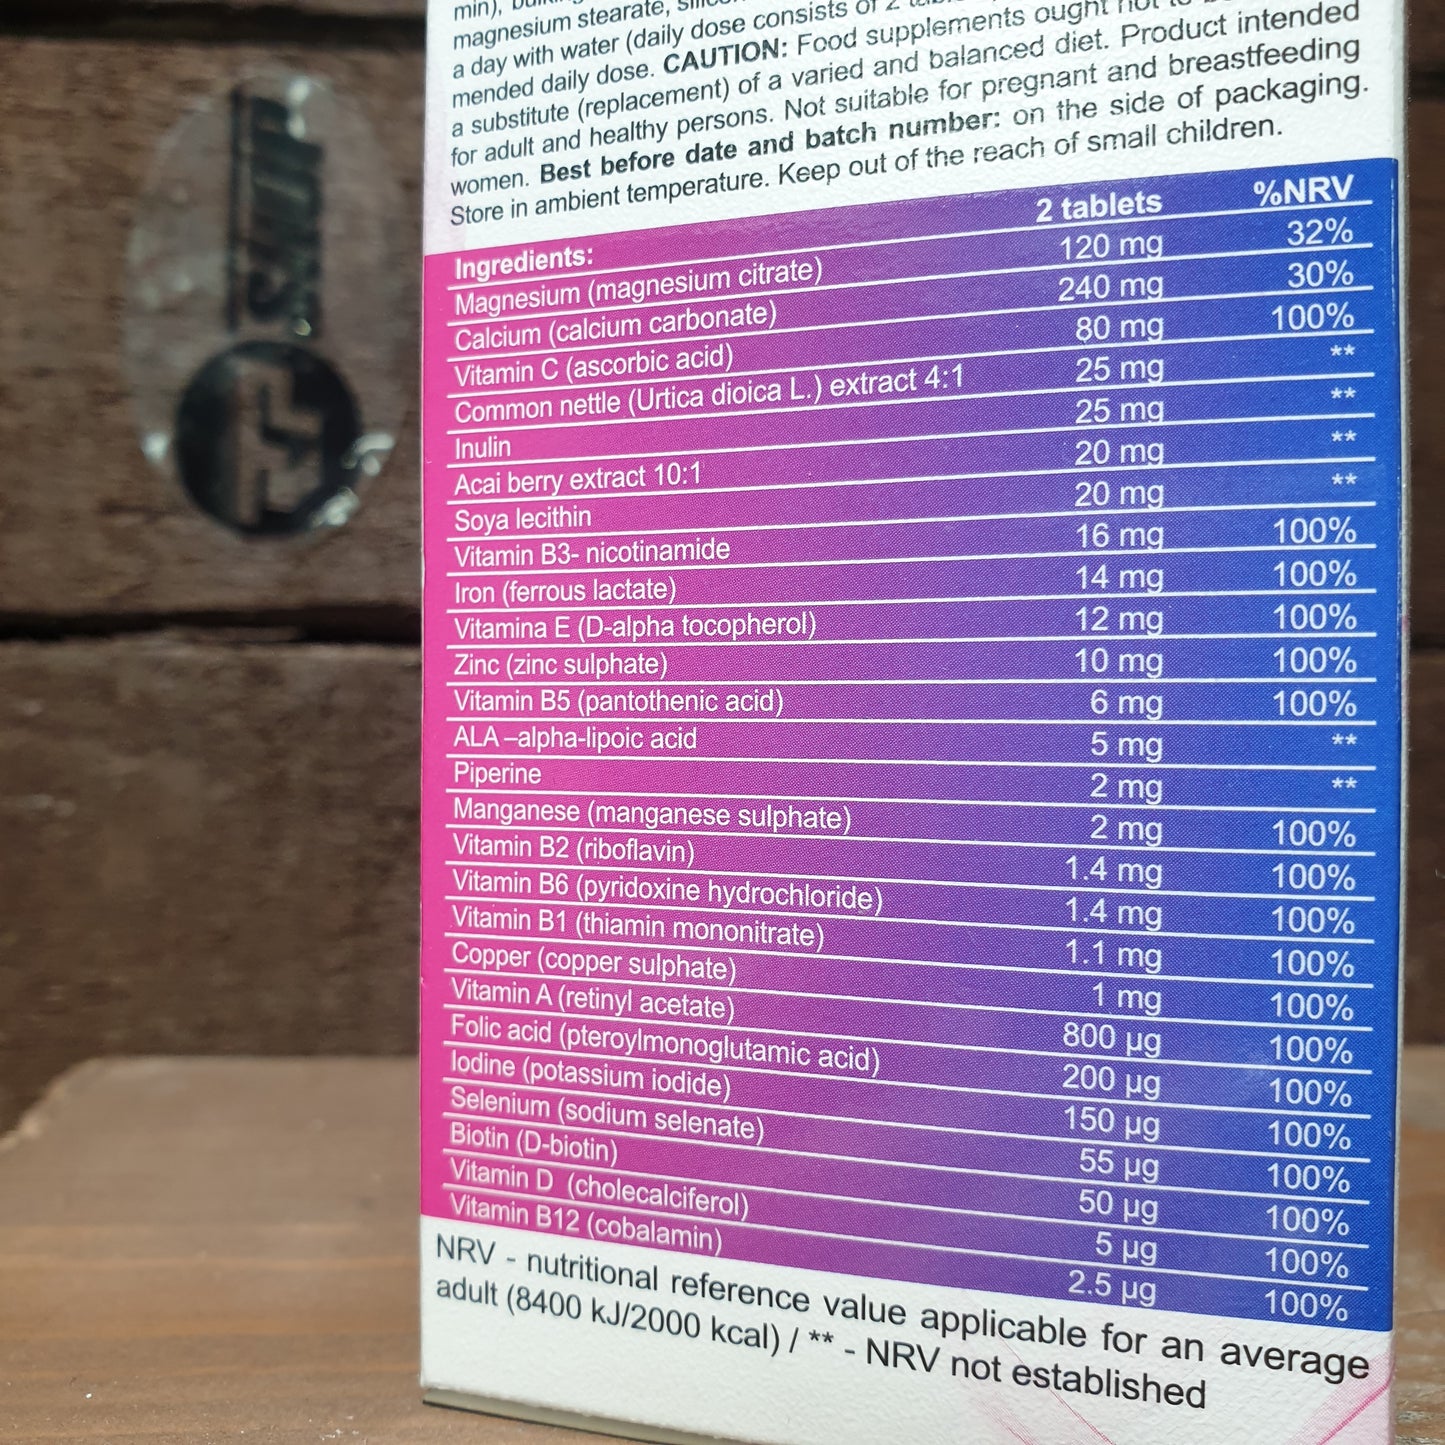 min),
magnesium stearate,
a day with water (daily dose consists of 2
mended daily dose. CAUTION: Food supplements ought not to
a substitute (replacement) of a varied and balanced diet. Product intended
for adult and healthy persons. Not suitable for pregnant and breastfeeding
women. Best before date and batch number: on the side of packaging.
Store in ambient temperature. Keep out of the reach of small children.
Ingredients: 2 tablets %NRV
Magnesium (magnesium citrate) 120 mg 32%
Calcium (calcium carbonate) 240 mg 30%
Vitamin C (ascorbic acid) 80 mg 100%
Common nettle (Urtica dioica L.) extract 4:1 25 mg **
Inulin 25 mg **
Acai berry extract 10:1 20 mg **
Soya lecithin 20 mg **
Vitamin B3- nicotinamide 16 mg 100%
Iron (ferrous lactate) 14 mg 100%
Vitamina E (D-alpha tocopherol) 12 mg 100%
Zinc (zinc sulphate) 10 mg 100%
Vitamin B5 (pantothenic acid) 6 mg 100%
ALA –alpha-lipoic acid 5 mg **
Piperine 2 mg **
Manganese (manganese sulphate) 2 mg 100%
Vitamin B2 (riboflavin) 1.4 mg 100%
Vitamin B6 (pyridoxine hydrochloride) 1.4 mg 100%
Vitamin B1 (thiamin mononitrate) 1.1 mg 100%
Copper (copper sulphate) 1 mg 100%
Vitamin A (retinyl acetate) 800 µg 100%
Folic acid (pteroylmonoglutamic acid) 200 µg 100%
Iodine (potassium iodide) 150 µg 100%
Selenium (sodium selenate) 55 µg 100%
Biotin (D-biotin) 50 µg 100%
Vitamin D (cholecalciferol) 5 µg 100%
Vitamin B12 (cobalamin) 2.5 µg 100%
NRV - nutritional reference value applicable for an average
adult (8400 kJ/2000 kcal) / ** - NRV not established